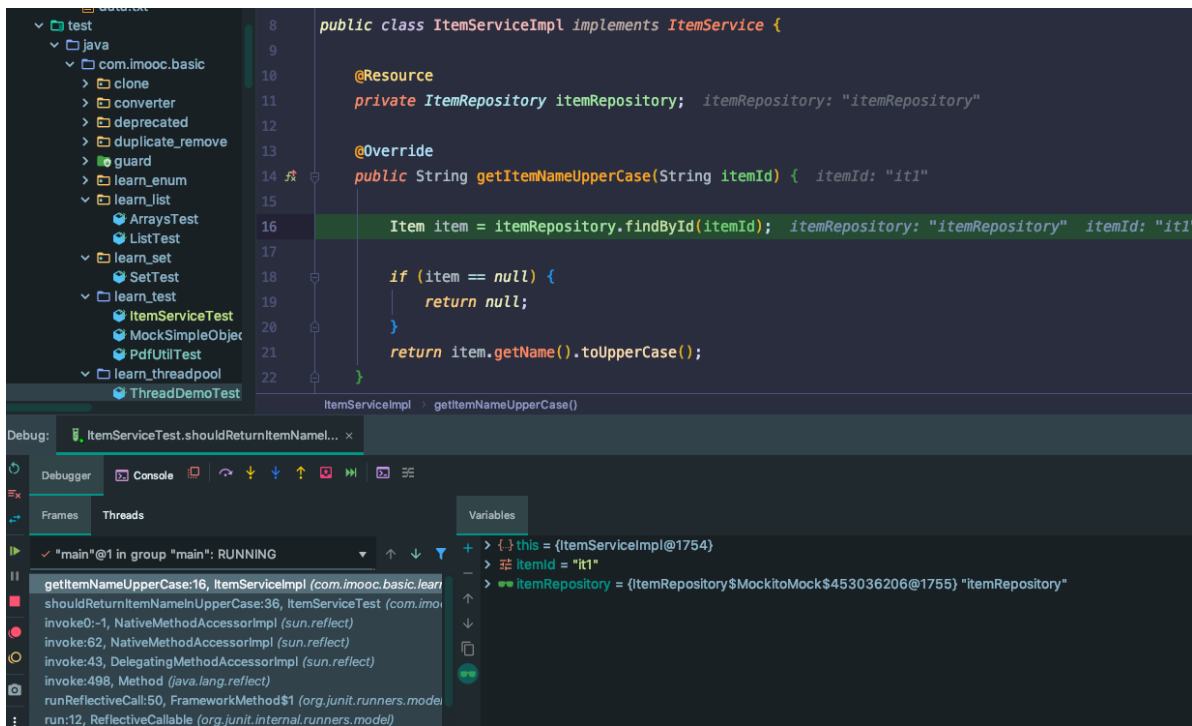 data.txt
test
java
com.imooc.basic
clone
converter
deprecated
duplicate_remove
guard
learn_enum
learn_list
ArraysTest
ListTest
learn_set
SetTest
learn_test
ItemServiceTest
MockSimpleObjec
PdfUtilTest
learn_threadpool
ThreadDemoTest
8 public class ItemServiceImpl implements ItemService {
9
10 @Resource
11 private ItemRepository itemRepository; itemRepository: "itemRepository"
12
13 @Override
14 public String getItemNameUpperCase(String itemId) { itemId: "it1"
15
16 Item item = itemRepository.findById(itemId); itemRepository: "itemRepository" itemId: "it1"
17
18 if (item == null) {
19 return null;
20 }
21 return item.getName().toUpperCase();
22 }
ItemServiceImpl > getItemNameUpperCase()
Debug: ItemServiceTest.shouldReturnItemNameI... ×
Debugger Console
Frames Threads
"main"@1 in group "main": RUNNING
getItemNameUpperCase:16, ItemServiceImpl (com.imooc.basic.learn
shouldReturnItemNameInUpperCase:36, ItemServiceTest (com.imoo
invoke0:-1, NativeMethodAccessorImpl (sun.reflect)
invoke:62, NativeMethodAccessorImpl (sun.reflect)
invoke:43, DelegatingMethodAccessorImpl (sun.reflect)
invoke:498, Method (java.lang.reflect)
runReflectiveCall:50, FrameworkMethod$1 (org.junit.runners.model
run:12, ReflectiveCallable (org.junit.internal.runners.model)
Variables
this = {ItemServiceImpl@1754}
itemId = "it1"
itemRepository = {ItemRepository$MockitoMock$453036206@1755} "itemRepository"